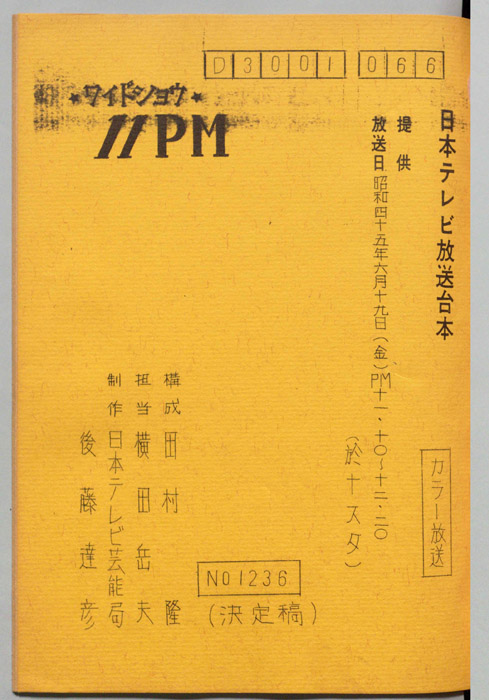 D3001 066
★ワイドショウ★
11PM
日本テレビ放送台本
提供
放送日 昭和四十五年六月十九日（金）PM十一、十〇〜十二、二〇
（於十スタ）
カラー放送
構成 田村 隆
担当 横田岳夫
制作 日本テレビ芸能局
後藤達彦
No1236
（決定稿）